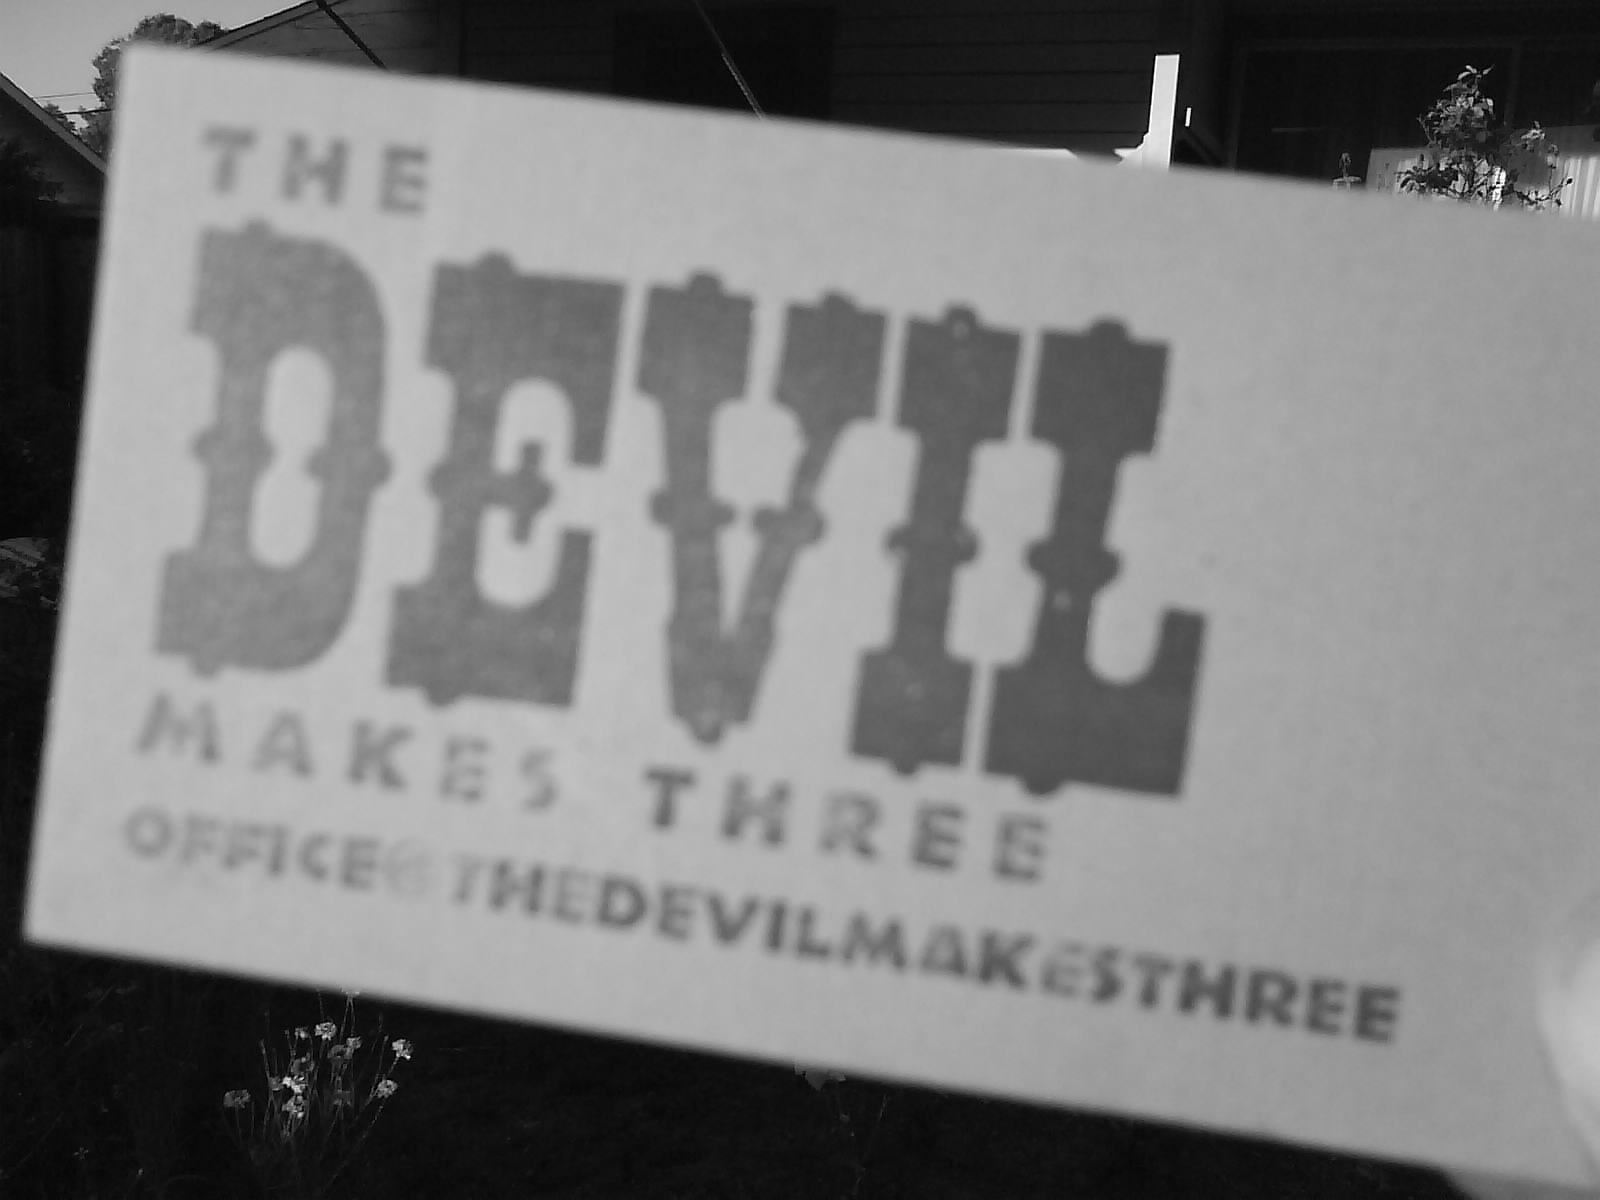 THE
DEVIL
MAKES THREE
OFFICE@THEDEVILMAKESTHREE